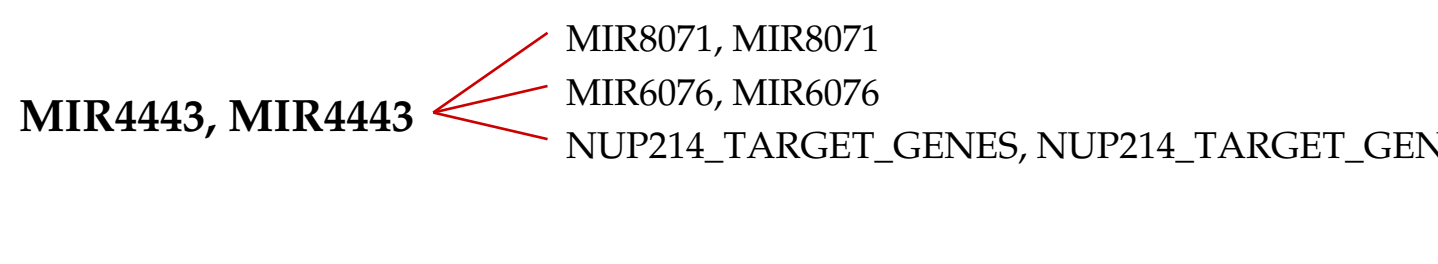 MIR8071, MIR8071
MIR6076, MIR6076
MIR4443, MIR4443
NUP214_TARGET_GENES, NUP214_TARGET_GEN